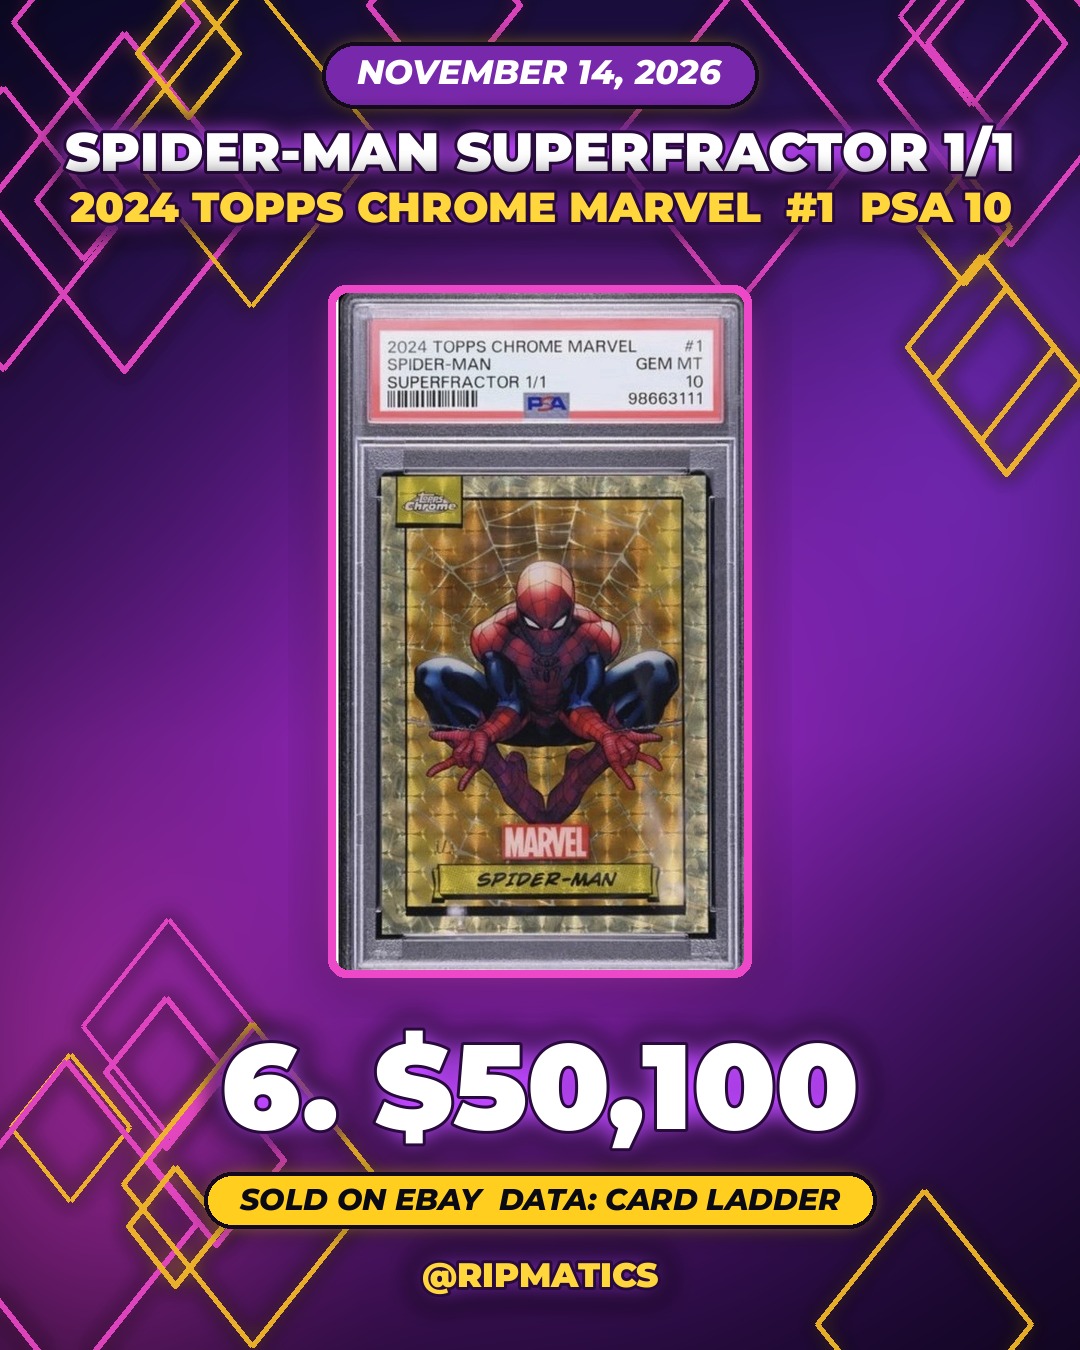 NOVEMBER 14, 2026
SPIDER-MAN SUPERFRACTOR 1/1
2024 TOPPS CHROME MARVEL #1 PSA 10
2024 TOPPS CHROME MARVEL #1
SPIDER-MAN GEM MT
SUPERFRACTOR 1/1 10
PSA 98663111
Topps
Chrome
1/1
MARVEL
SPIDER-MAN
6. $50,100
SOLD ON EBAY DATA: CARD LADDER
@RIPMATICS